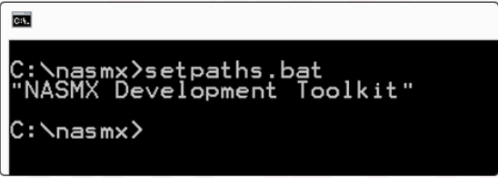 C:\nasmx>setpaths.bat
"NASMX Development Toolkit"
C:\nasmx>